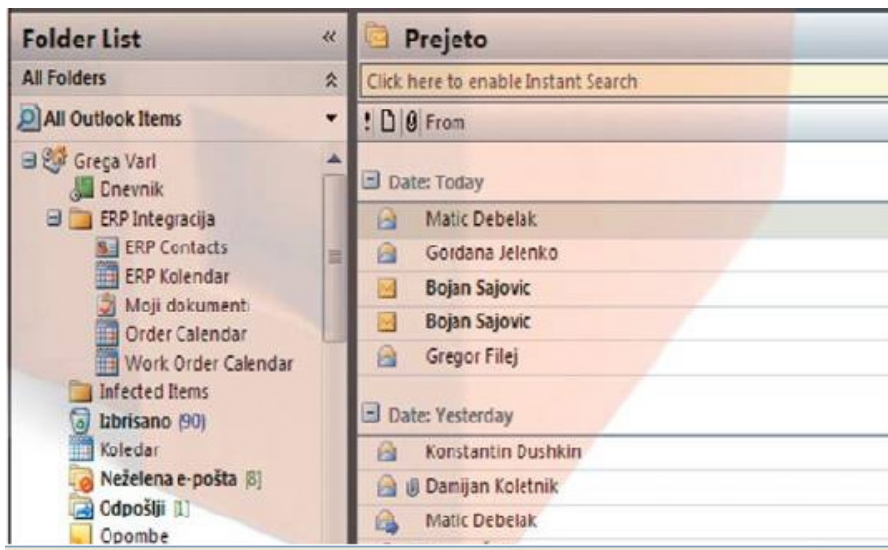 Folder List «
All Folders
All Outlook Items
Grega Varl
Dnevnik
ERP Integracija
ERP Contacts
ERP Kolendar
Moji dokumenti
Order Calendar
Work Order Calendar
Infected Items
Izbrisano (90)
Koledar
Neželena e-pošta [8]
Odpošlji [1]
Opombe
Prejeto
Click here to enable Instant Search
! From
Date: Today
Matic Debelak
Gordana Jelenko
Bojan Sajovic
Bojan Sajovic
Gregor Filej
Date: Yesterday
Konstantin Dushkin
Damijan Koletnik
Matic Debelak